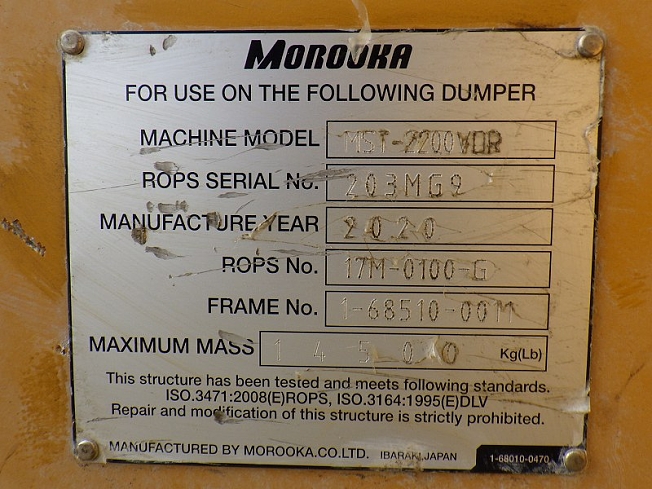 MOROOKA
FOR USE ON THE FOLLOWING DUMPER
MACHINE MODEL MST-2200VDR
ROPS SERIAL No. 203MG9
MANUFACTURE YEAR 2020
ROPS No. 17M-0100-G
FRAME No. 1-68510-00M
MAXIMUM MASS 14500 Kg(Lb)
This structure has been tested and meets following standards.
ISO.3471:2008(E)ROPS, ISO.3164:1995(E)DLV
Repair and modification of this structure is strictly prohibited.
MANUFACTURED BY MOROOKA.CO.LTD. IBARAKI,JAPAN 1-68010-0470